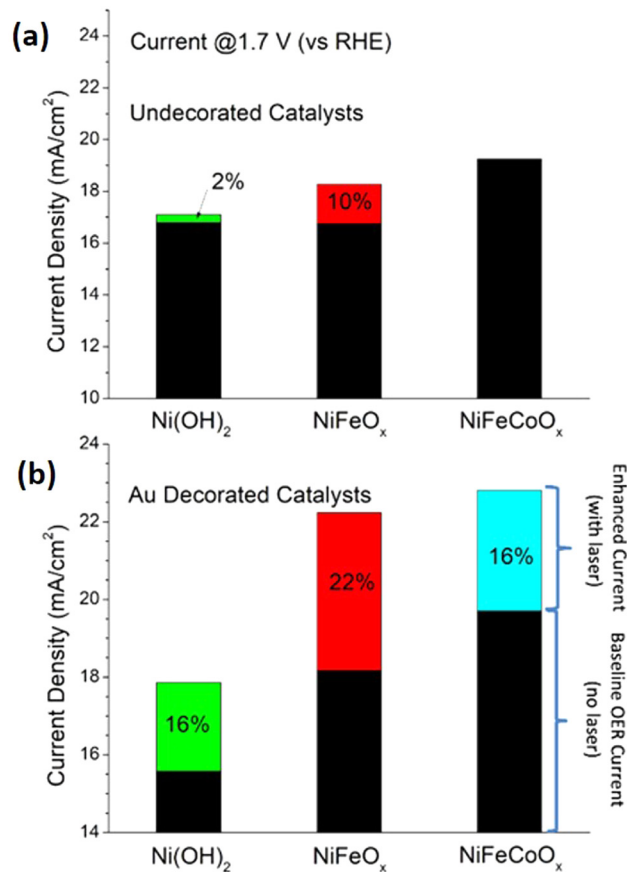 (a)
Current @1.7 V (vs RHE)
Undecorated Catalysts
Current Density (mA/cm²)
24
22
20
18
16
14
12
10
2%
10%
Ni(OH)₂
NiFeOₓ
NiFeCoOₓ
(b)
Au Decorated Catalysts
Current Density (mA/cm²)
24
22
20
18
16
14
16%
22%
16%
Enhanced Current
(with laser)
Baseline OER Current
(no laser)
Ni(OH)₂
NiFeOₓ
NiFeCoOₓ